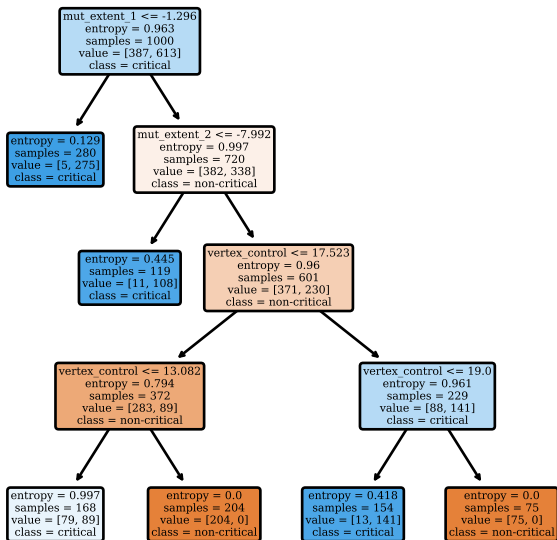 mut_extent_1 <= -1.296
entropy = 0.963
samples = 1000
value = [387, 613]
class = critical
entropy = 0.129
samples = 280
value = [5, 275]
class = critical
mut_extent_2 <= -7.992
entropy = 0.997
samples = 720
value = [382, 338]
class = non-critical
entropy = 0.445
samples = 119
value = [11, 108]
class = critical
vertex_control <= 17.523
entropy = 0.96
samples = 601
value = [371, 230]
class = non-critical
vertex_control <= 13.082
entropy = 0.794
samples = 372
value = [283, 89]
class = non-critical
vertex_control <= 19.0
entropy = 0.961
samples = 229
value = [88, 141]
class = critical
entropy = 0.997
samples = 168
value = [79, 89]
class = critical
entropy = 0.0
samples = 204
value = [204, 0]
class = non-critical
entropy = 0.418
samples = 154
value = [13, 141]
class = critical
entropy = 0.0
samples = 75
value = [75, 0]
class = non-critical